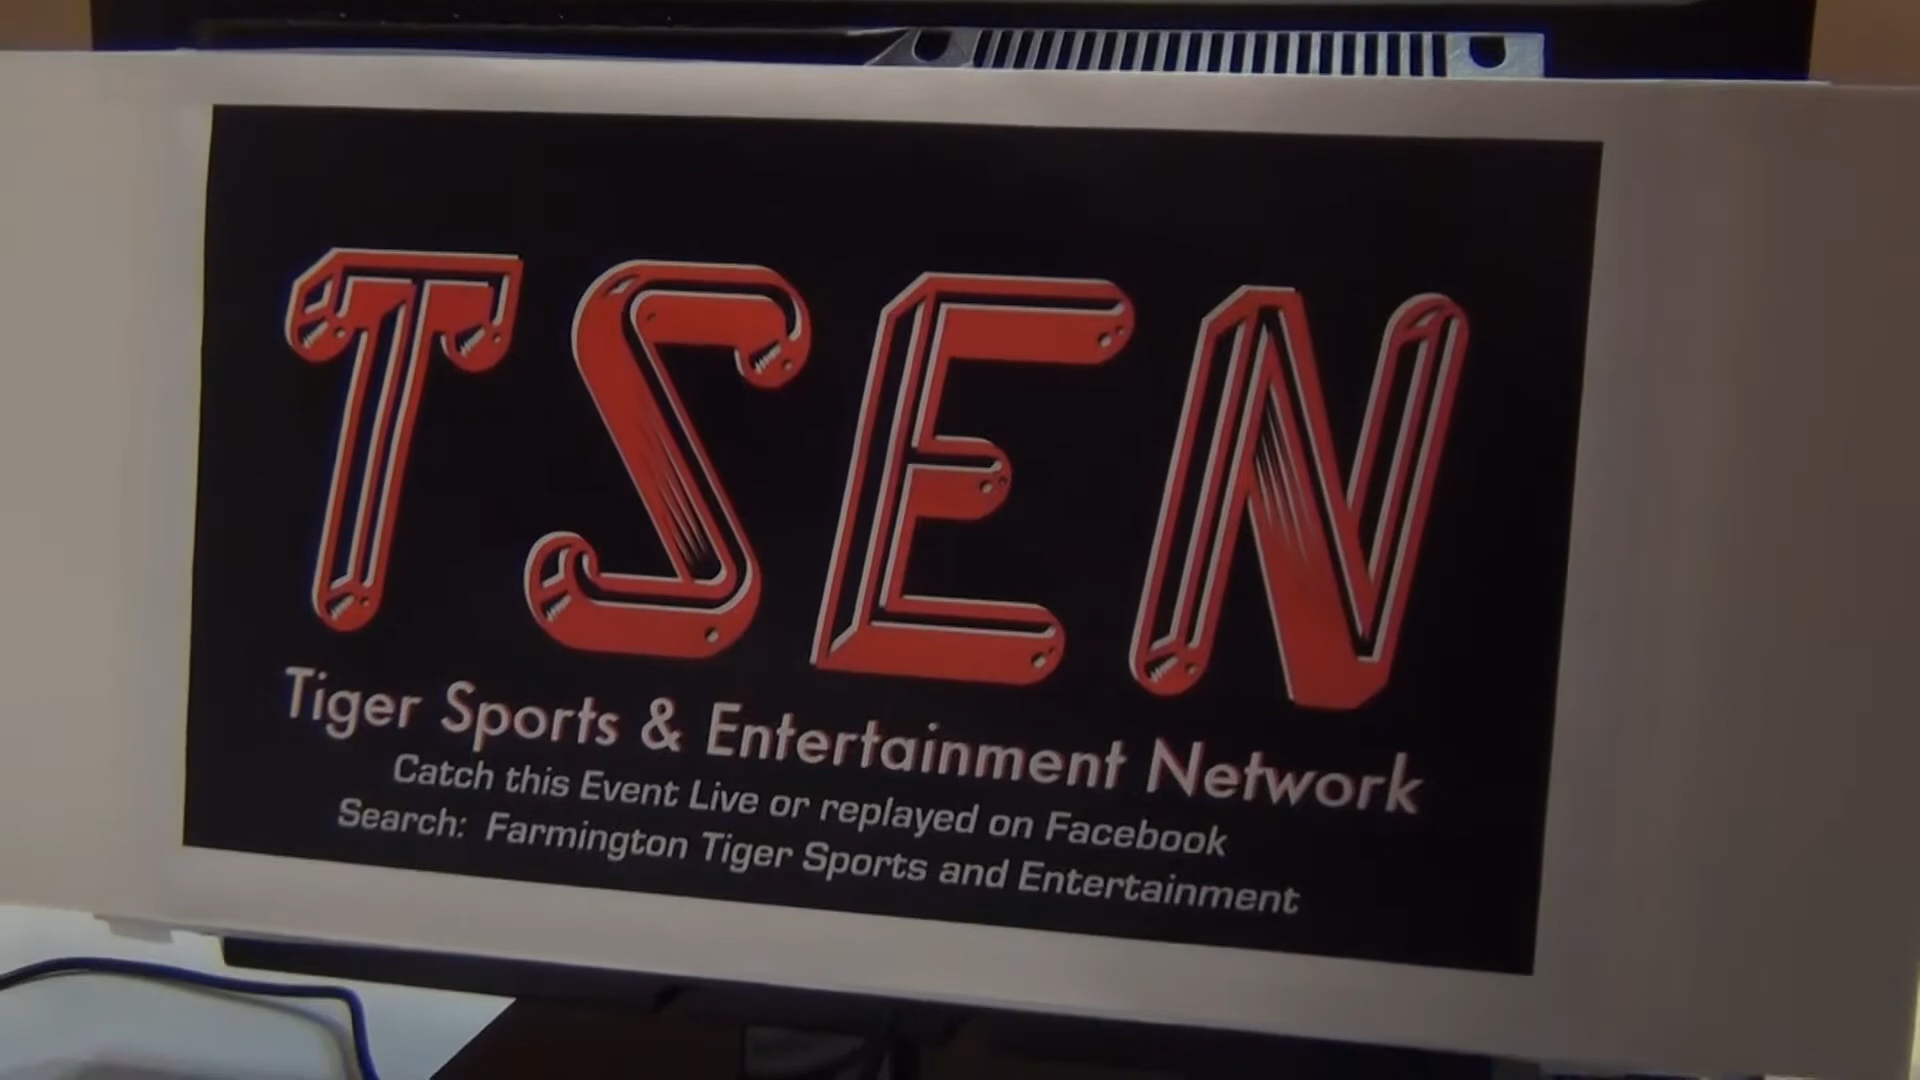 TSEN
Tiger Sports & Entertainment Network
Catch this Event Live or replayed on Facebook
Search: Farmington Tiger Sports and Entertainment